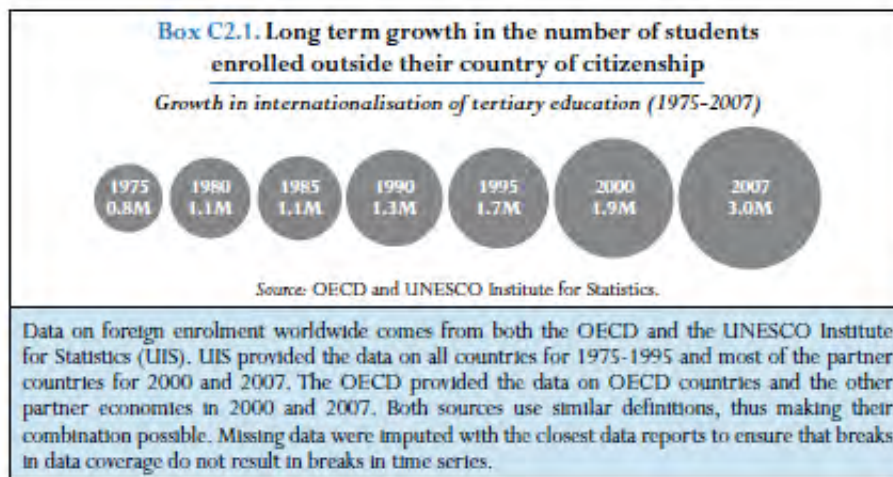 Box C2.1. Long term growth in the number of students
enrolled outside their country of citizenship
Growth in internationalisation of tertiary education (1975-2007)
1975
0.8M
1980
1.1M
1985
1.1M
1990
1.3M
1995
1.7M
2000
1.9M
2007
3.0M
Source: OECD and UNESCO Institute for Statistics.
Data on foreign enrolment worldwide comes from both the OECD and the UNESCO Institute
for Statistics (UIS). UIS provided the data on all countries for 1975-1995 and most of the partner
countries for 2000 and 2007. The OECD provided the data on OECD countries and the other
partner economies in 2000 and 2007. Both sources use similar definitions, thus making their
combination possible. Missing data were imputed with the closest data reports to ensure that breaks
in data coverage do not result in breaks in time series.